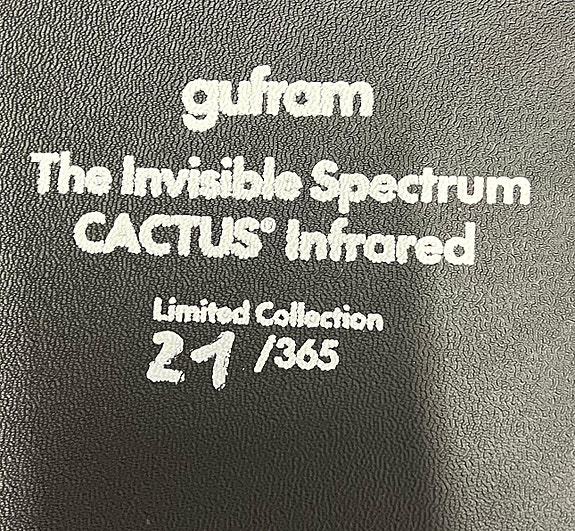 gufram
The Invisible Spectrum
CACTUS® Infrared
Limited Collection
21 /365